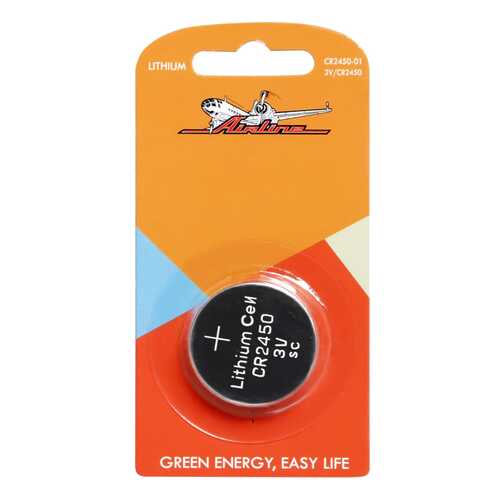 LITHIUM
CR2450-01
3V/CR2450
AirLine
+
Lithium Cell
CR2450
3V
sc
GREEN ENERGY, EASY LIFE